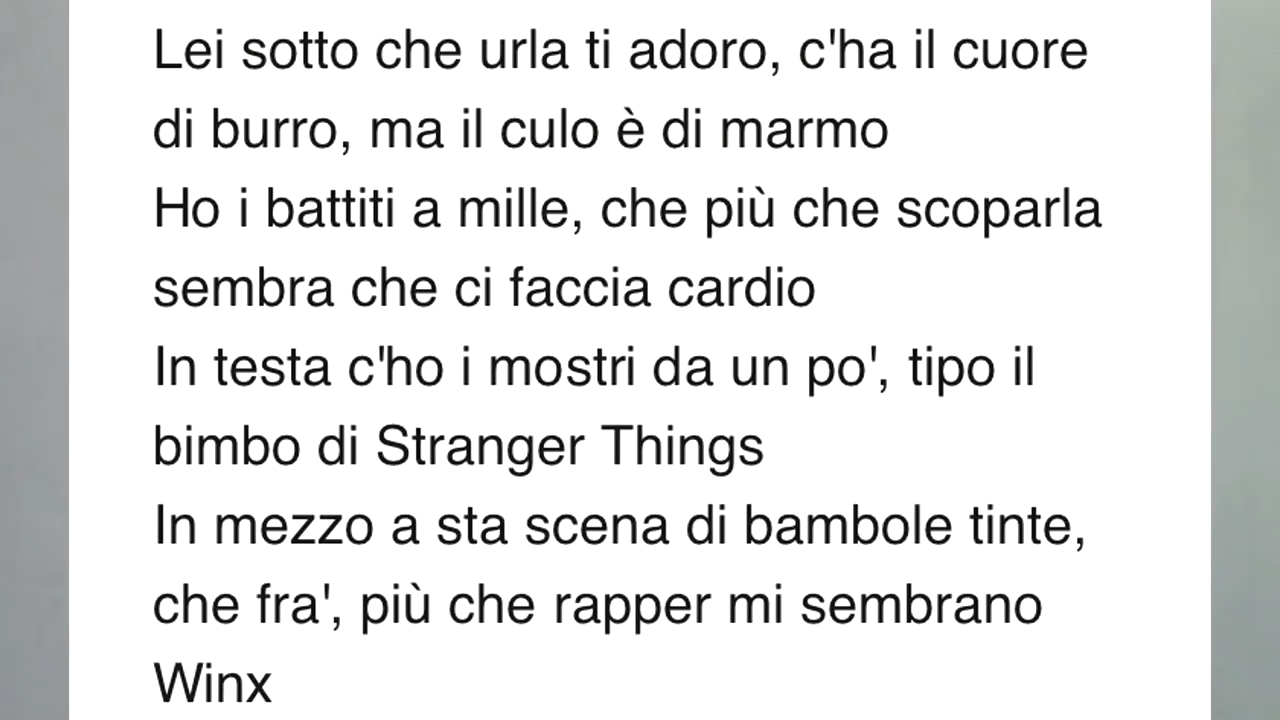 Lei sotto che urla ti adoro, c'ha il cuore
di burro, ma il culo è di marmo
Ho i battiti a mille, che più che scoparla
sembra che ci faccia cardio
In testa c'ho i mostri da un po', tipo il
bimbo di Stranger Things
In mezzo a sta scena di bambole tinte,
che fra', più che rapper mi sembrano
Winx